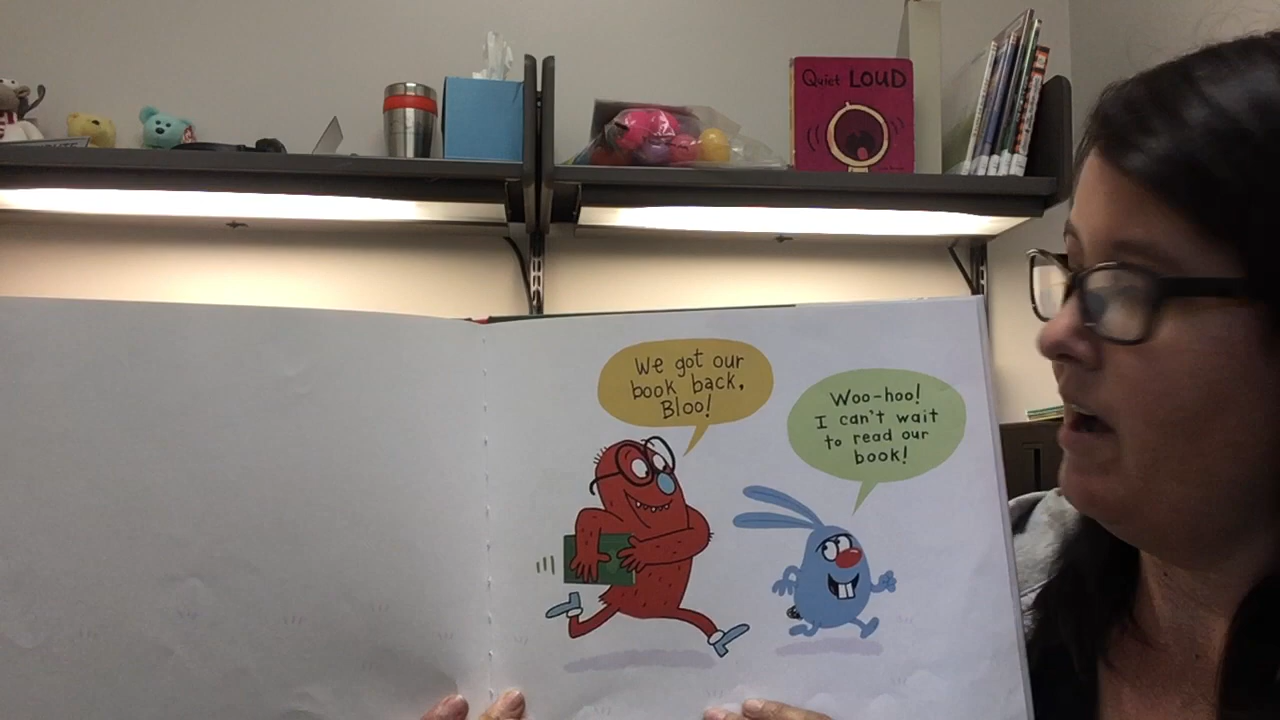 Quiet LOUD
We got our
book back,
Bloo!
Woo-hoo!
I can't wait
to read our
book!